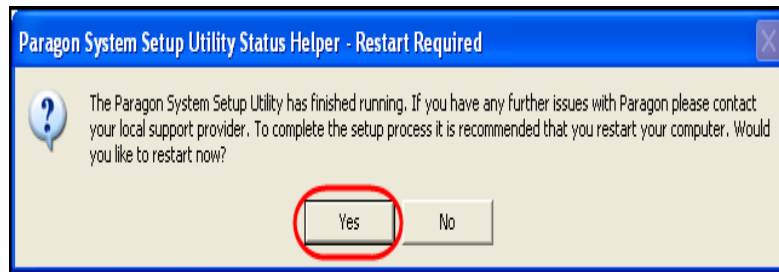 Paragon System Setup Utility Status Helper - Restart Required
The Paragon System Setup Utility has finished running. If you have any further issues with Paragon please contact
your local support provider. To complete the setup process it is recommended that you restart your computer. Would
you like to restart now?
Yes No